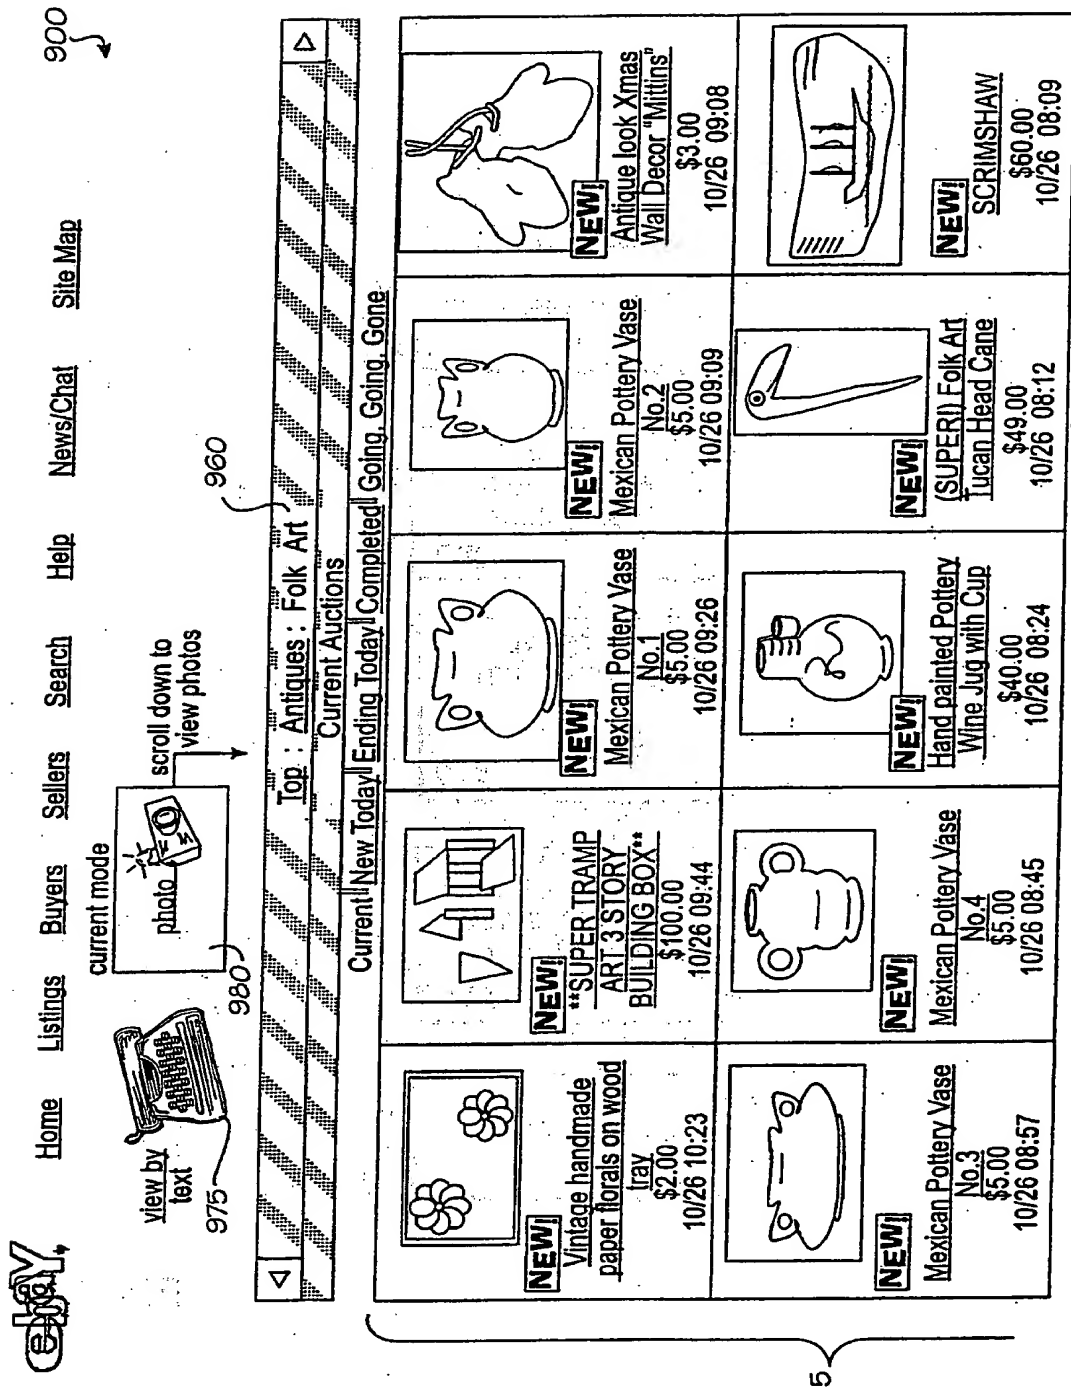 ebaY
900
Home Listings Buyers Sellers Search Help News/Chat Site Map
view by
text
975
current mode
photo
980
scroll down to
view photos
960
Top : Antiques : Folk Art
Current Auctions
Current New Today Ending Today Completed Going, Going, Gone
NEW!
Vintage handmade
paper florals on wood
tray
$2.00
10/26 10:23
NEW!
**SUPER TRAMP
ART 3 STORY
BUILDING BOX**
$100.00
10/26 09:44
NEW!
Mexican Pottery Vase
No.1
$5.00
10/26 09:26
NEW!
Mexican Pottery Vase
No.2
$5.00
10/26 09:09
NEW!
Antique look Xmas
Wall Decor "Mittins"
$3.00
10/26 09:08
NEW!
Mexican Pottery Vase
No.3
$5.00
10/26 08:57
NEW!
Mexican Pottery Vase
No.4
$5.00
10/26 08:45
NEW!
Hand painted Pottery
Wine Jug with Cup
$40.00
10/26 08:24
NEW!
(SUPERI) Folk Art
Tucan Head Cane
$49.00
10/26 08:12
NEW!
SCRIMSHAW
$60.00
10/26 08:09
5